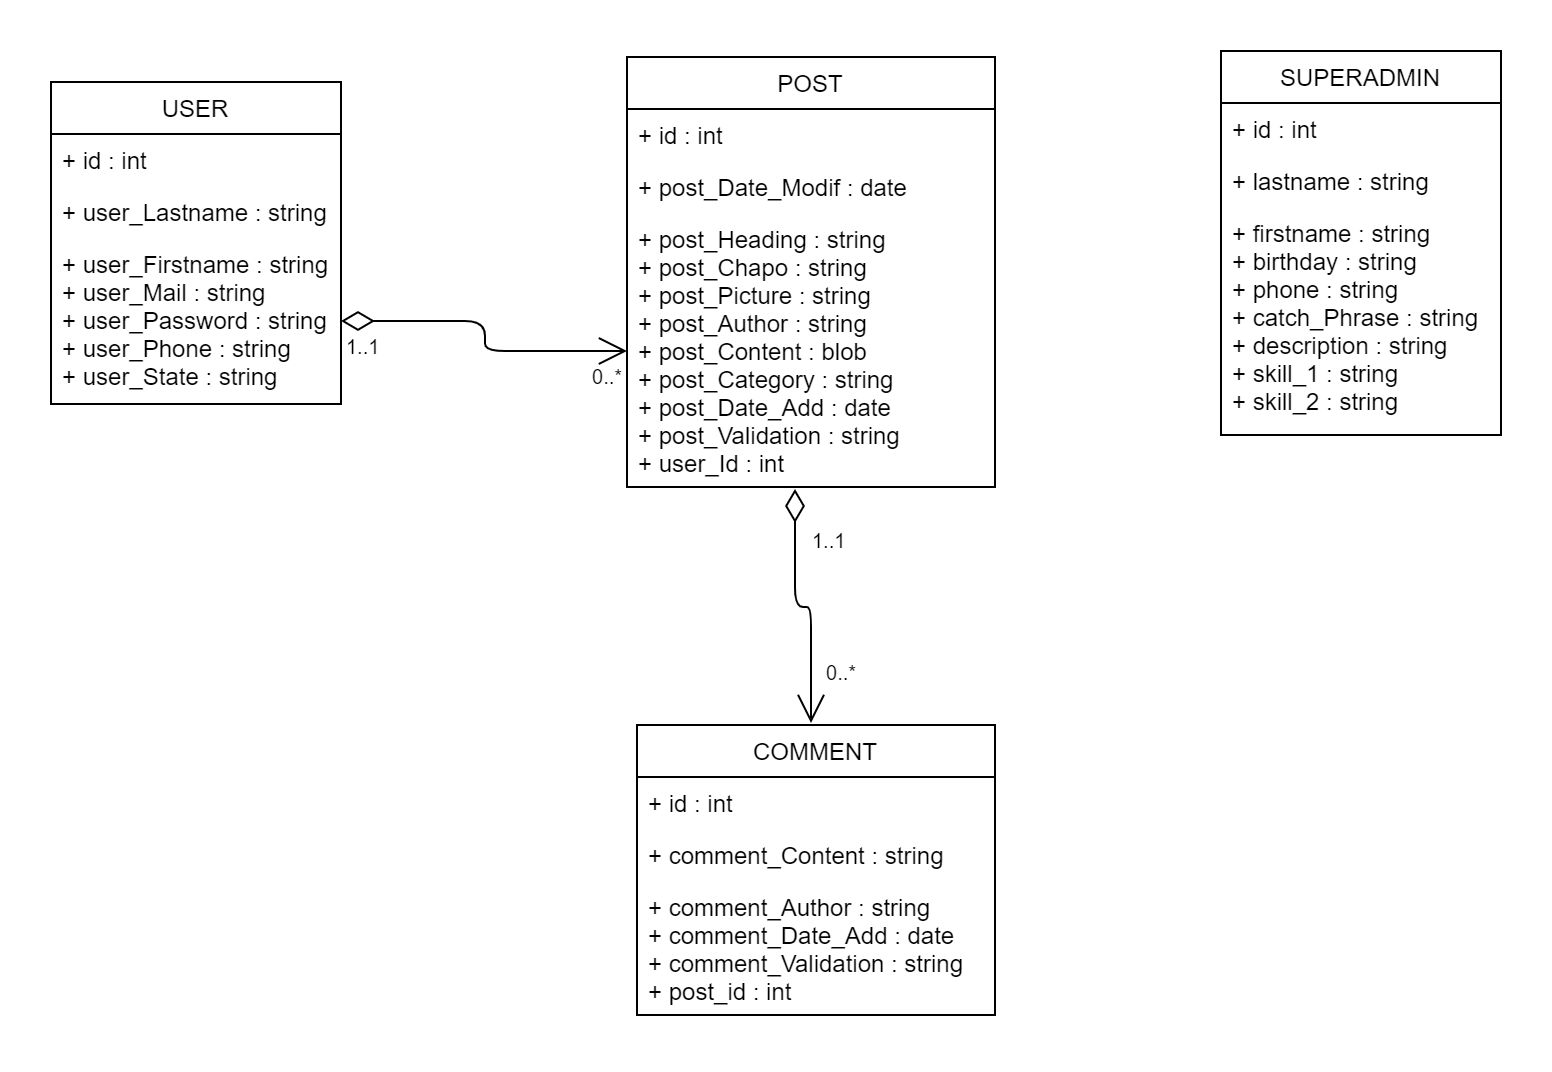 USER
+ id : int
+ user_Lastname : string
+ user_Firstname : string
+ user_Mail : string
+ user_Password : string
+ user_Phone : string
+ user_State : string
1..1
0..*
POST
+ id : int
+ post_Date_Modif : date
+ post_Heading : string
+ post_Chapo : string
+ post_Picture : string
+ post_Author : string
+ post_Content : blob
+ post_Category : string
+ post_Date_Add : date
+ post_Validation : string
+ user_Id : int
1..1
0..*
COMMENT
+ id : int
+ comment_Content : string
+ comment_Author : string
+ comment_Date_Add : date
+ comment_Validation : string
+ post_id : int
SUPERADMIN
+ id : int
+ lastname : string
+ firstname : string
+ birthday : string
+ phone : string
+ catch_Phrase : string
+ description : string
+ skill_1 : string
+ skill_2 : string